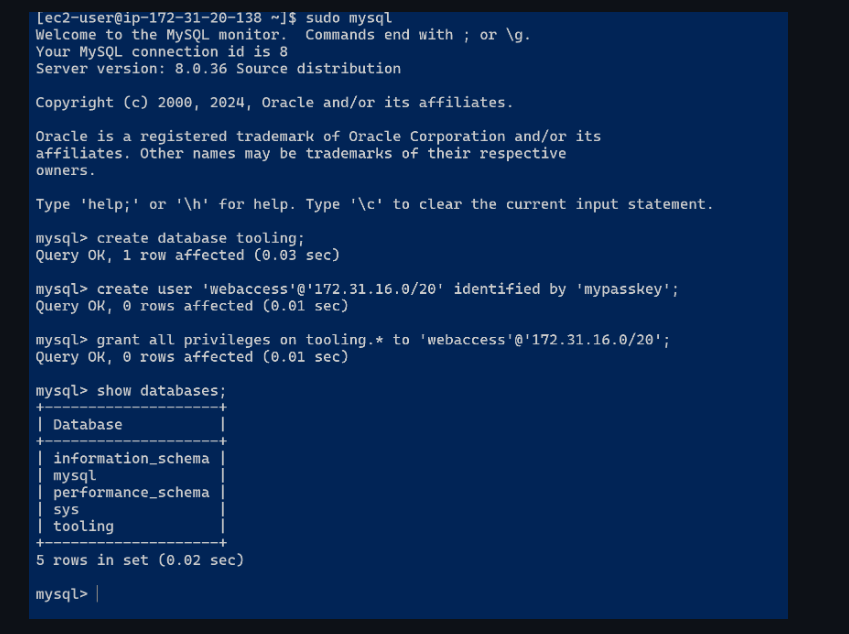 [ec2-user@ip-172-31-20-138 ~]$ sudo mysql
Welcome to the MySQL monitor.  Commands end with ; or \g.
Your MySQL connection id is 8
Server version: 8.0.36 Source distribution
Copyright (c) 2000, 2024, Oracle and/or its affiliates.
Oracle is a registered trademark of Oracle Corporation and/or its
affiliates. Other names may be trademarks of their respective
owners.
Type 'help;' or '\h' for help. Type '\c' to clear the current input statement.
mysql> create database tooling;
Query OK, 1 row affected (0.03 sec)
mysql> create user 'webaccess'@'172.31.16.0/20' identified by 'mypasskey';
Query OK, 0 rows affected (0.01 sec)
mysql> grant all privileges on tooling.* to 'webaccess'@'172.31.16.0/20';
Query OK, 0 rows affected (0.01 sec)
mysql> show databases;
+--------------------+
| Database           |
+--------------------+
| information_schema |
| mysql              |
| performance_schema |
| sys                |
| tooling            |
+--------------------+
5 rows in set (0.02 sec)
mysql>